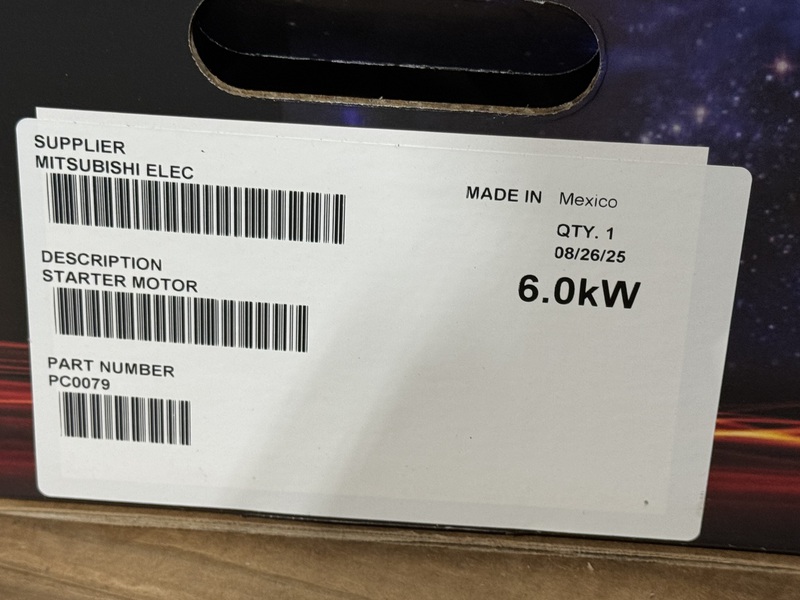 SUPPLIER
MITSUBISHI ELEC
DESCRIPTION
STARTER MOTOR
PART NUMBER
PC0079
MADE IN Mexico
QTY. 1
08/26/25
6.0kW